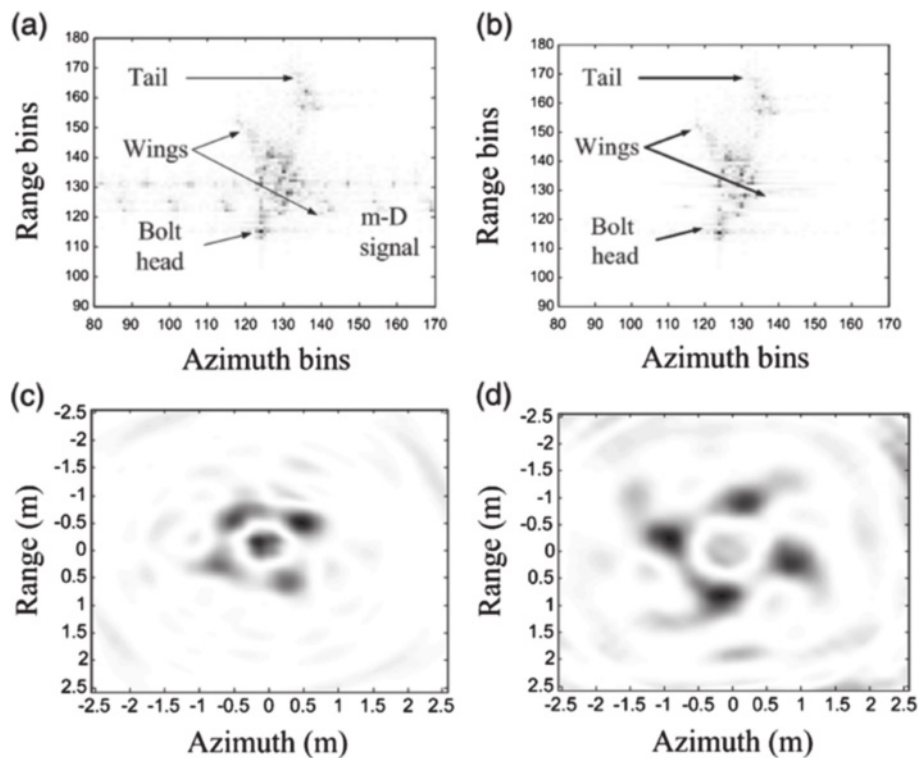 (a)
180
170
160
150
140
130
120
110
100
90
Range bins
Tail
Wings
Bolt
head
m-D
signal
80 90 100 110 120 130 140 150 160 170
Azimuth bins
(b)
180
170
160
150
140
130
120
110
100
90
Range bins
Tail
Wings
Bolt
head
80 90 100 110 120 130 140 150 160 170
Azimuth bins
(c)
-2.5
-2
-1.5
-1
-0.5
0
0.5
1
1.5
2
2.5
Range (m)
-2.5 -2 -1.5 -1 -0.5 0 0.5 1 1.5 2 2.5
Azimuth (m)
(d)
-2.5
-2
-1.5
-1
-0.5
0
0.5
1
1.5
2
2.5
Range (m)
-2.5 -2 -1.5 -1 -0.5 0 0.5 1 1.5 2 2.5
Azimuth (m)